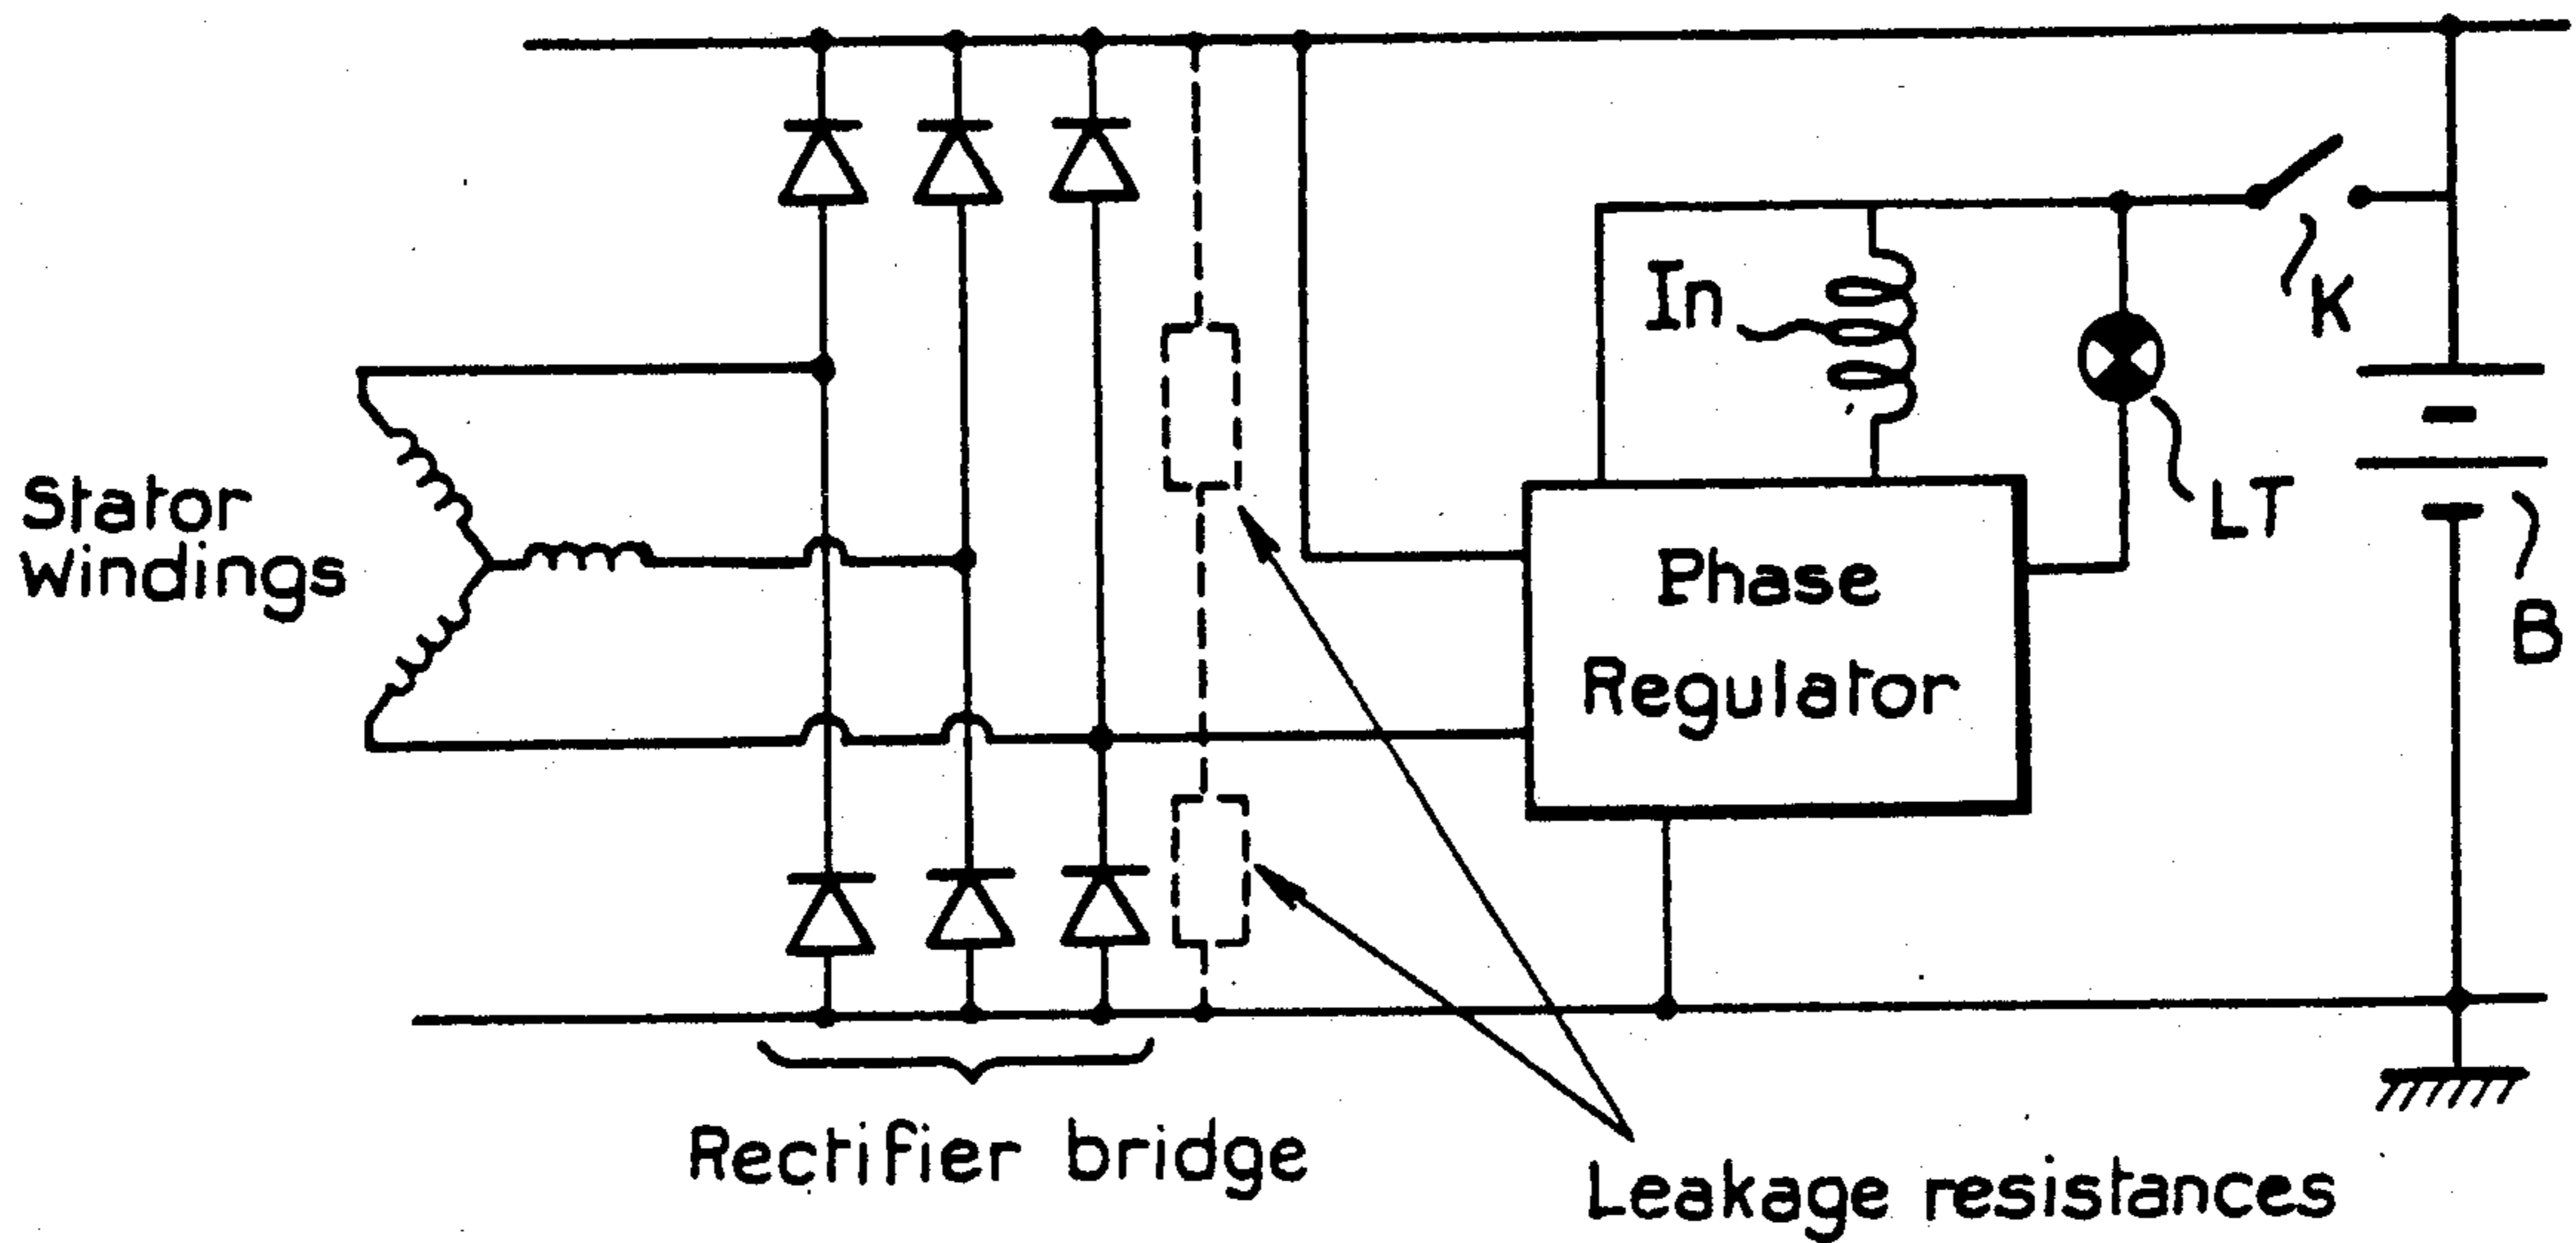 Stator
Windings
In
K
LT
B
Phase
Regulator
Rectifier bridge
Leakage resistances